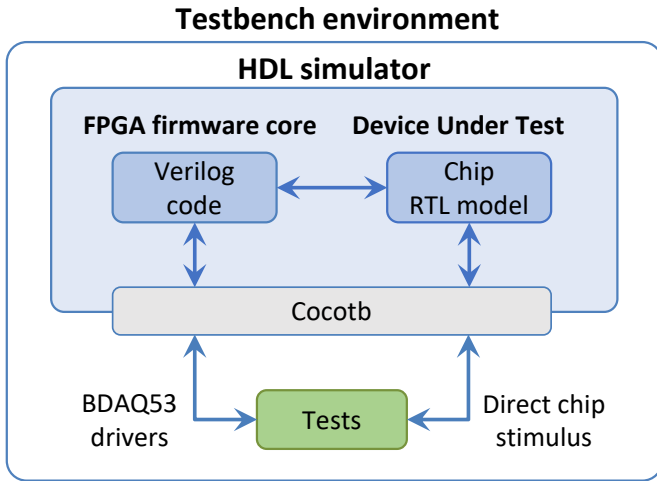 Testbench environment
HDL simulator
FPGA firmware core
Device Under Test
Verilog
code
Chip
RTL model
Cocotb
BDAQ53
drivers
Tests
Direct chip
stimulus